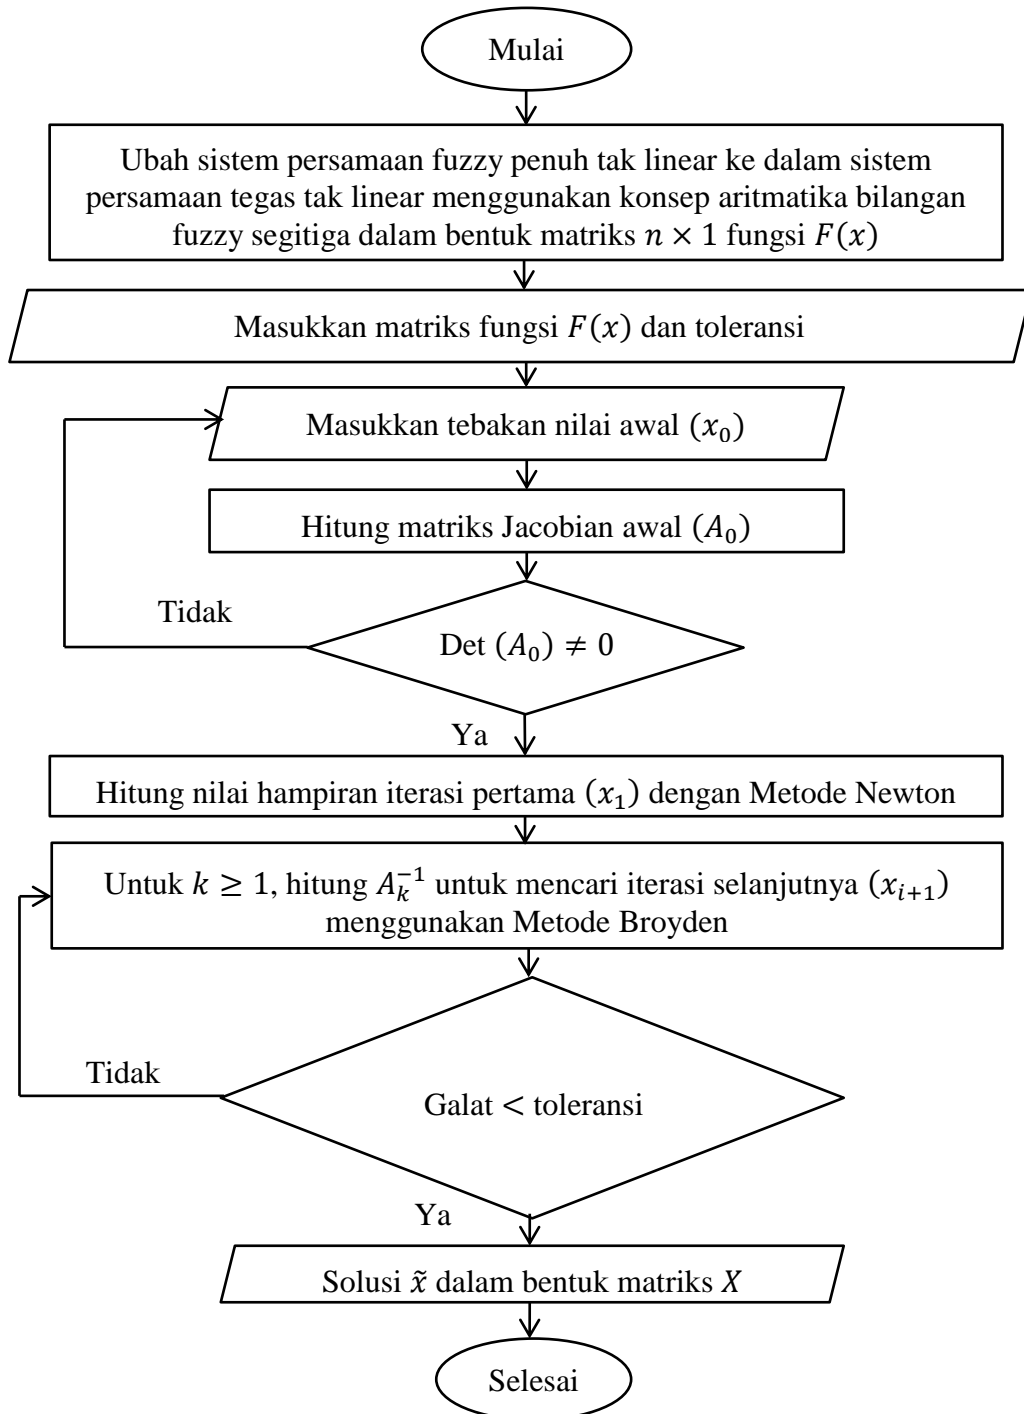 Mulai
Ubah sistem persamaan fuzzy penuh tak linear ke dalam sistem
persamaan tegas tak linear menggunakan konsep aritmatika bilangan
fuzzy segitiga dalam bentuk matriks n × 1 fungsi F(x)
Masukkan matriks fungsi F(x) dan toleransi
Masukkan tebakan nilai awal (x₀)
Hitung matriks Jacobian awal (A₀)
Tidak
Det (A₀) ≠ 0
Ya
Hitung nilai hampiran iterasi pertama (x₁) dengan Metode Newton
Untuk k ≥ 1, hitung A_k^{-1} untuk mencari iterasi selanjutnya (x_{i+1})
menggunakan Metode Broyden
Tidak
Galat < toleransi
Ya
Solusi x̃ dalam bentuk matriks X
Selesai